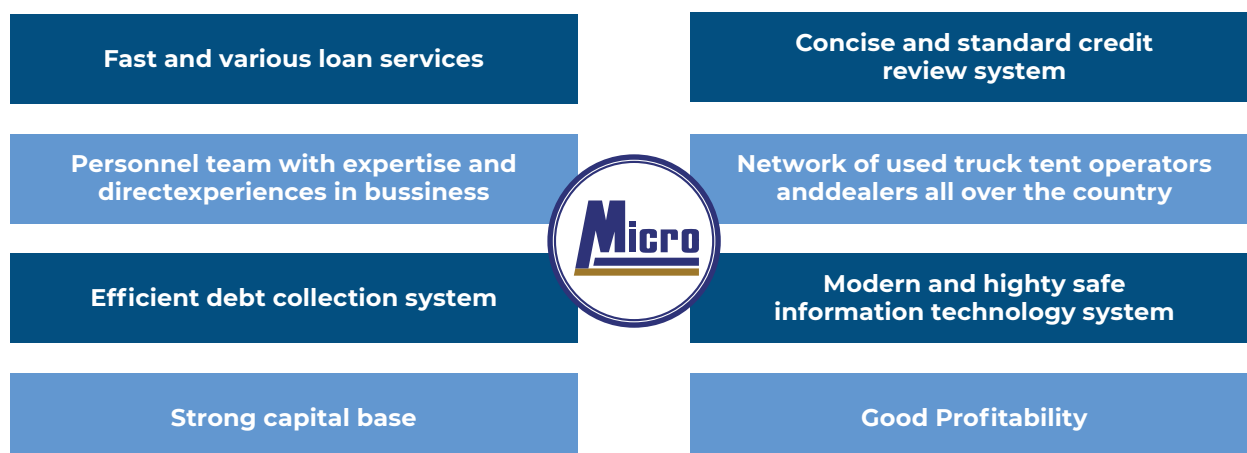 Fast and various loan services
Concise and standard credit
review system
Personnel team with expertise and
directexperiences in bussiness
Network of used truck tent operators
anddealers all over the country
Micro
Efficient debt collection system
Modern and highty safe
information technology system
Strong capital base
Good Profitability